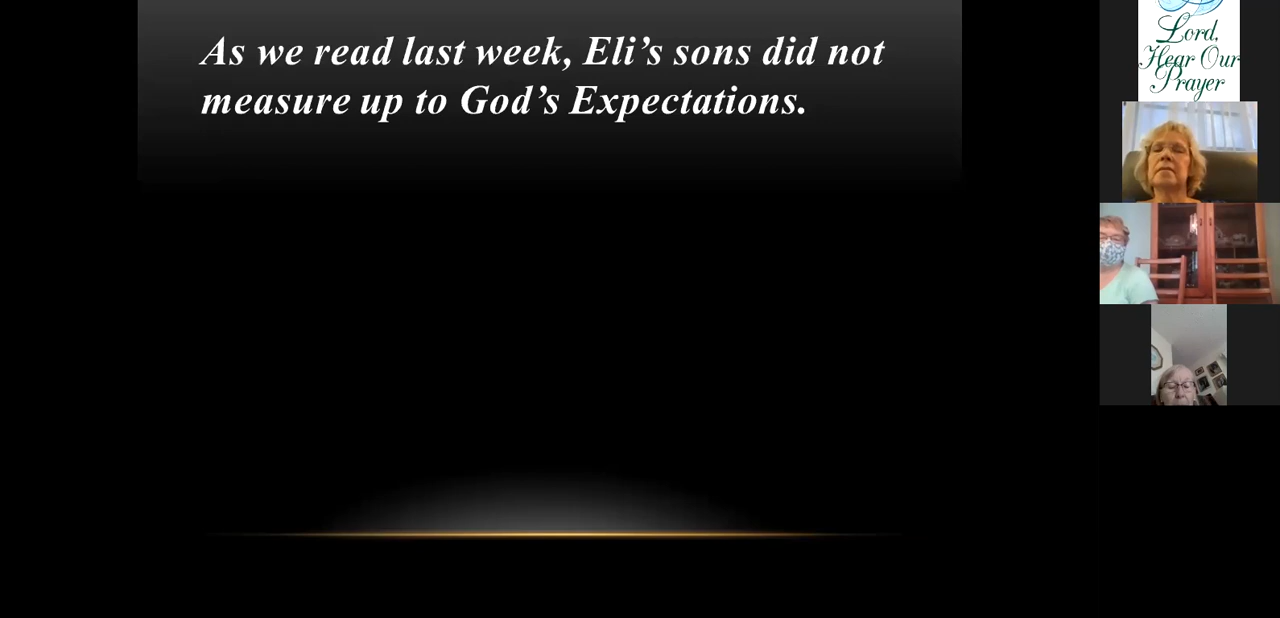 As we read last week, Eli’s sons did not
measure up to God’s Expectations.
Lord,
Hear Our
Prayer